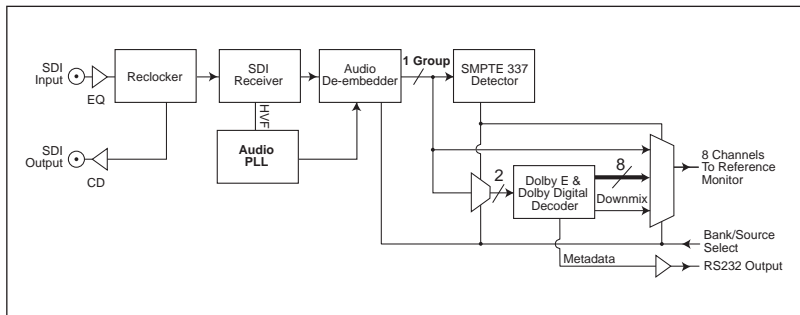 SDI
Input
EQ
Reclocker
SDI
Receiver
Audio
De-embedder
1 Group
SMPTE 337
Detector
HVF
Audio
PLL
SDI
Output
CD
2
Dolby E &
Dolby Digital
Decoder
8
Downmix
8 Channels
To Reference
Monitor
Bank/Source
Select
Metadata
RS232 Output